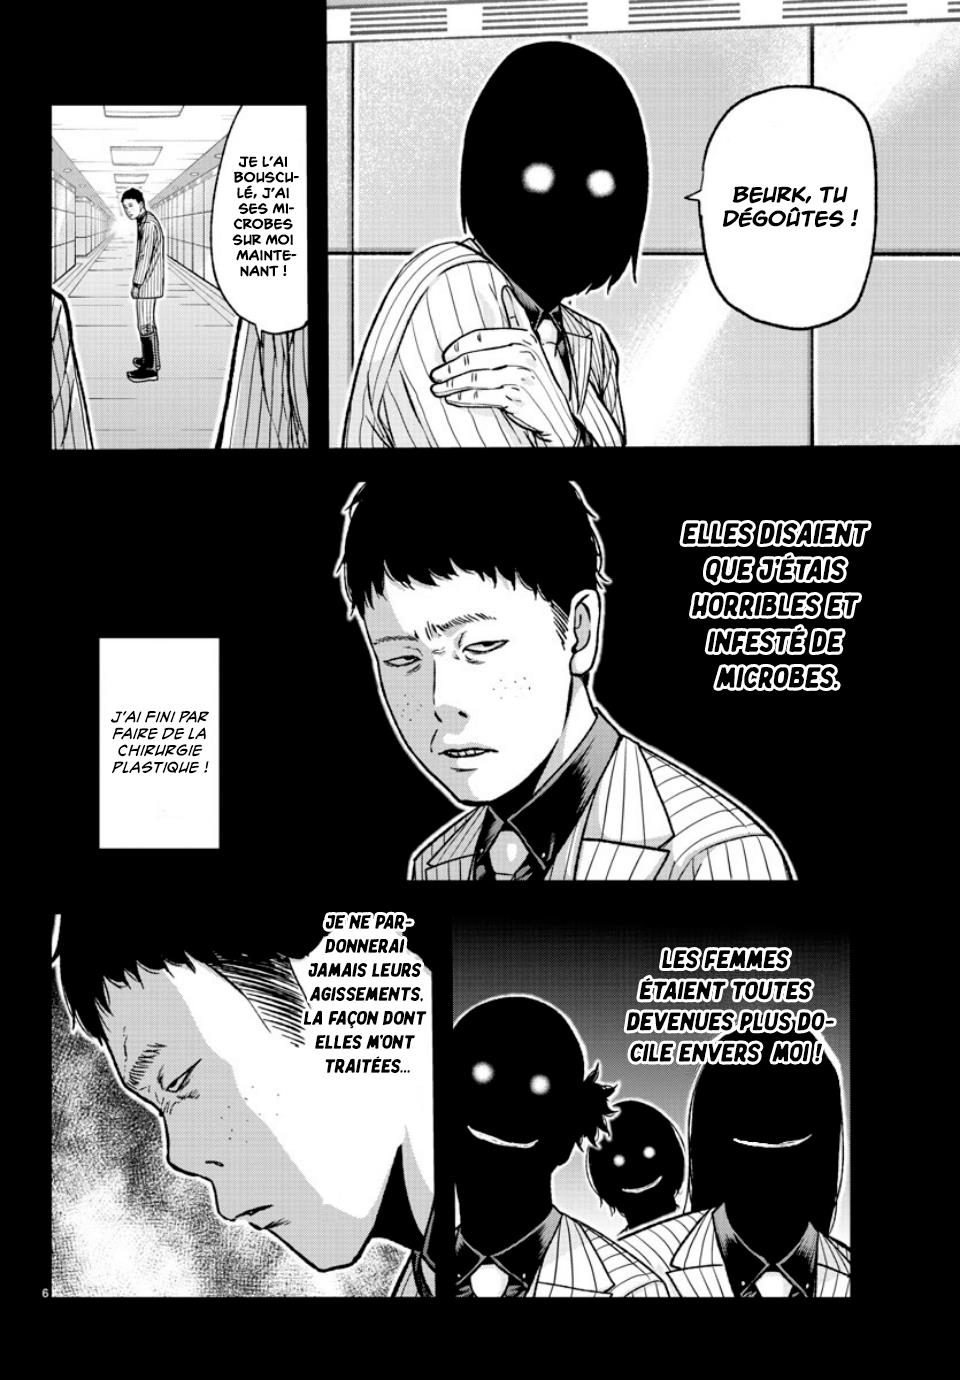 BEURK, TU
DÉGOÛTES !
JE L'AI
BOUSCU-
LÉ, J'AI
SES MI-
CROBES
SUR MOI
MAINTE-
NANT !
ELLES DISAIENT
QUE J'ÉTAIS
HORRIBLES ET
INFESTÉ DE
MICROBES.
J'AI FINI PAR
FAIRE DE LA
CHIRURGIE
PLASTIQUE !
LES FEMMES
ÉTAIENT TOUTES
DEVENUES PLUS DO-
CILE ENVERS MOI !
JE NE PAR-
DONNERAI
JAMAIS LEURS
AGISSEMENTS.
LA FAÇON DONT
ELLES M'ONT
TRAITÉES...
6